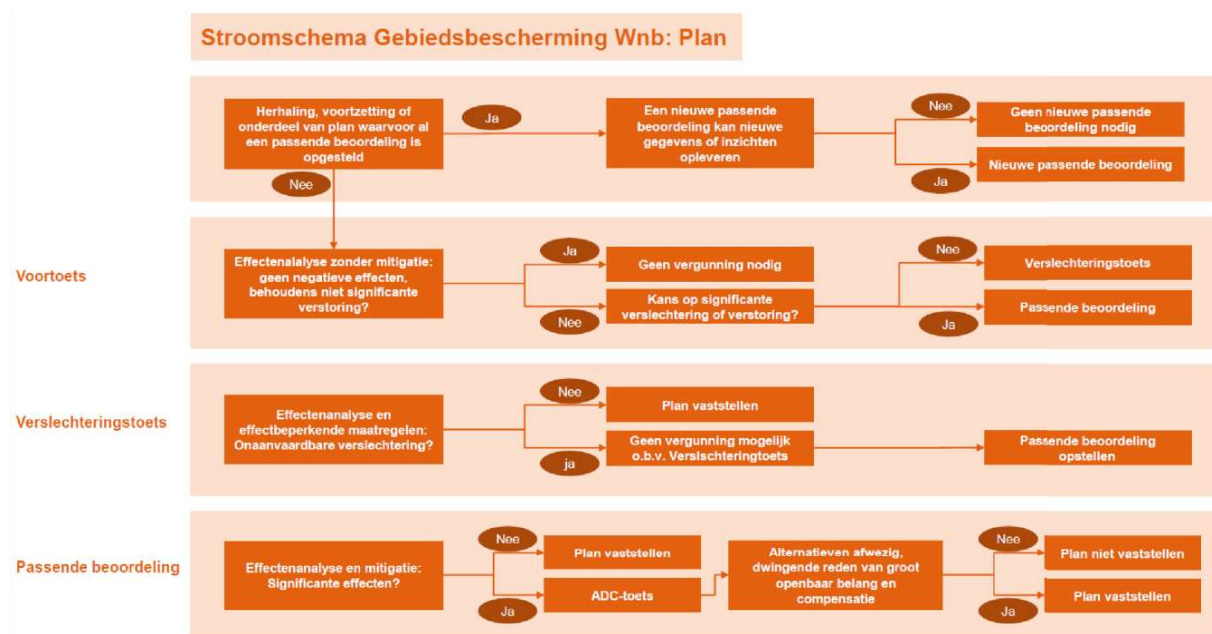 Stroomschema Gebiedsbescherming Wnb: Plan
Herhaling, voortzetting of
onderdeel van plan waarvoor al
een passende beoordeling is
opgesteld
Ja
Een nieuwe passende
beoordeling kan nieuwe
gegevens of inzichten
opleveren
Nee
Geen nieuwe passende
beoordeling nodig
Ja
Nieuwe passende beoordeling
Nee
Voortoets
Effectenalalyse zonder mitigatie:
geen negatieve effecten,
behoudens niet significante
verstoring?
Ja
Geen vergunning nodig
Nee
Kans op significante
verslechtering of verstoring?
Nee
Verslechteringstoets
Ja
Passende beoordeling
Verslechteringstoets
Effectenanalyse en
effectbeperkende maatregelen:
Onaanvaardbare verslechtering?
Nee
Plan vaststellen
ja
Geen vergunning mogelijk
o.b.v. Verslschteringtoets
Passende beoordeling
opstellen
Passende beoordeling
Effectenanalyse en mitigatie:
Significante effecten?
Nee
Plan vaststellen
Ja
ADC-toets
Alternatieven afwezig,
dwingende reden van groot
openbaar belang en
compensatie
Nee
Plan niet vaststellen
Ja
Plan vaststellen